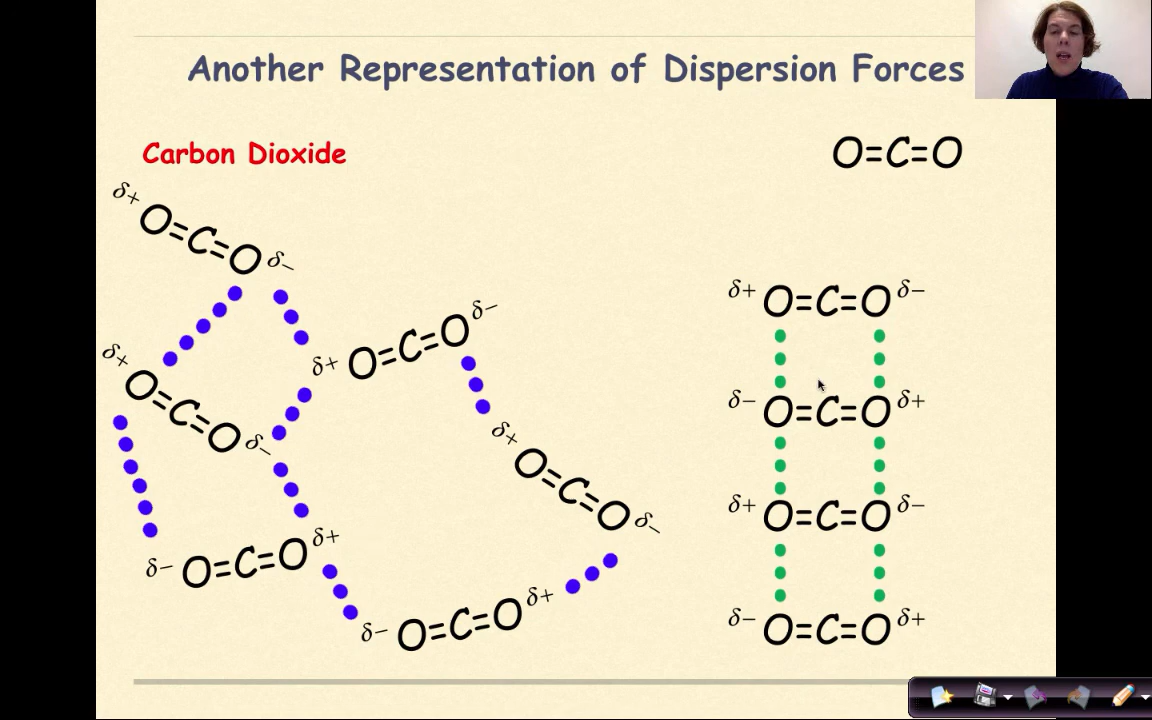 Another Representation of Dispersion Forces
Carbon Dioxide
O=C=O
δ+ O=C=O δ−
δ+ O=C=O δ−
δ+ O=C=O δ−
δ+ O=C=O δ−
δ− O=C=O δ+
δ− O=C=O δ+
δ+ O=C=O δ−
δ− O=C=O δ+
δ+ O=C=O δ−
δ− O=C=O δ+